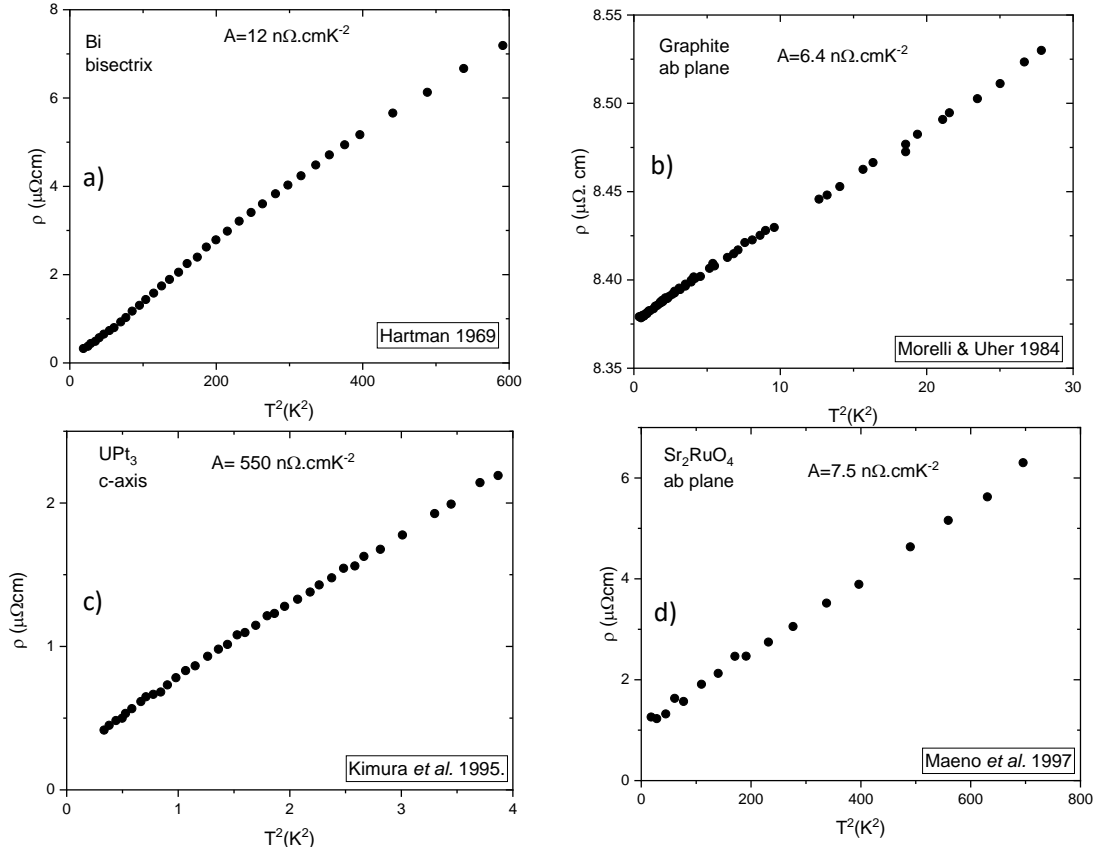 Bi
bisectrix
A=12 nΩ.cmK⁻²
a)
ρ (μΩcm)
8
6
4
2
0
0 200 400 600
T²(K²)
Hartman 1969
Graphite
ab plane
A=6.4 nΩ.cmK⁻²
b)
ρ (μΩ. cm)
8.55
8.50
8.45
8.40
8.35
0 10 20 30
T²(K²)
Morelli & Uher 1984
UPt₃
c-axis
A= 550 nΩ.cmK⁻²
c)
ρ (μΩcm)
2
1
0
0 1 2 3 4
T²(K²)
Kimura et al. 1995.
Sr₂RuO₄
ab plane
A=7.5 nΩ.cmK⁻²
d)
ρ (μΩcm)
6
4
2
0
0 200 400 600 800
T²(K²)
Maeno et al. 1997